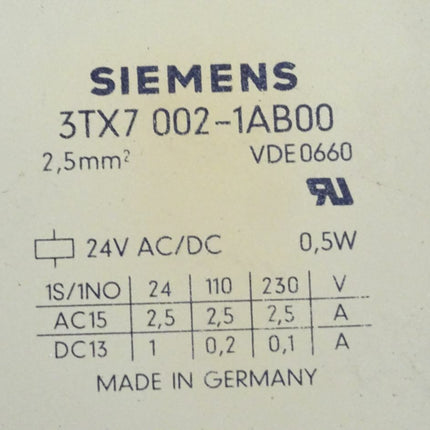 SIEMENS
3TX7 002-1AB00
2,5mm² VDE0660
RU
24V AC/DC 0,5W
1S/1NO 24 110 230 V
AC15 2,5 2,5 2,5 A
DC13 1 0,2 0,1 A
MADE IN GERMANY